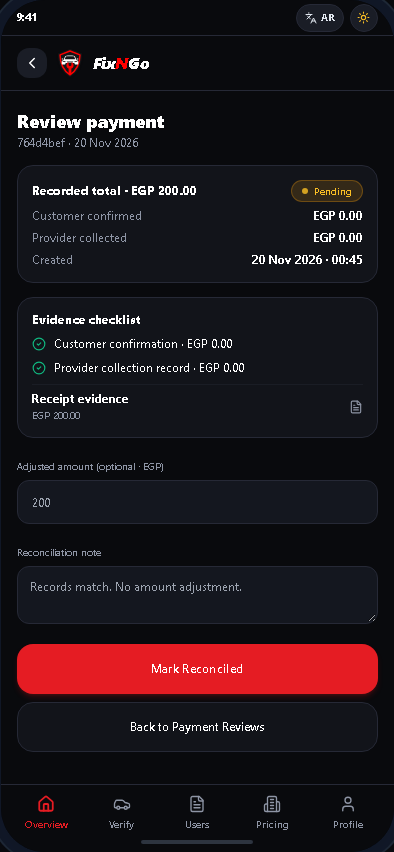 9:41
AR
FixNGo
Review payment
764d4bef · 20 Nov 2026
Recorded total · EGP 200.00
Pending
Customer confirmed
EGP 0.00
Provider collected
EGP 0.00
Created
20 Nov 2026 · 00:45
Evidence checklist
Customer confirmation · EGP 0.00
Provider collection record · EGP 0.00
Receipt evidence
EGP 200.00
Adjusted amount (optional · EGP)
200
Reconciliation note
Records match. No amount adjustment.
Mark Reconciled
Back to Payment Reviews
Overview
Verify
Users
Pricing
Profile